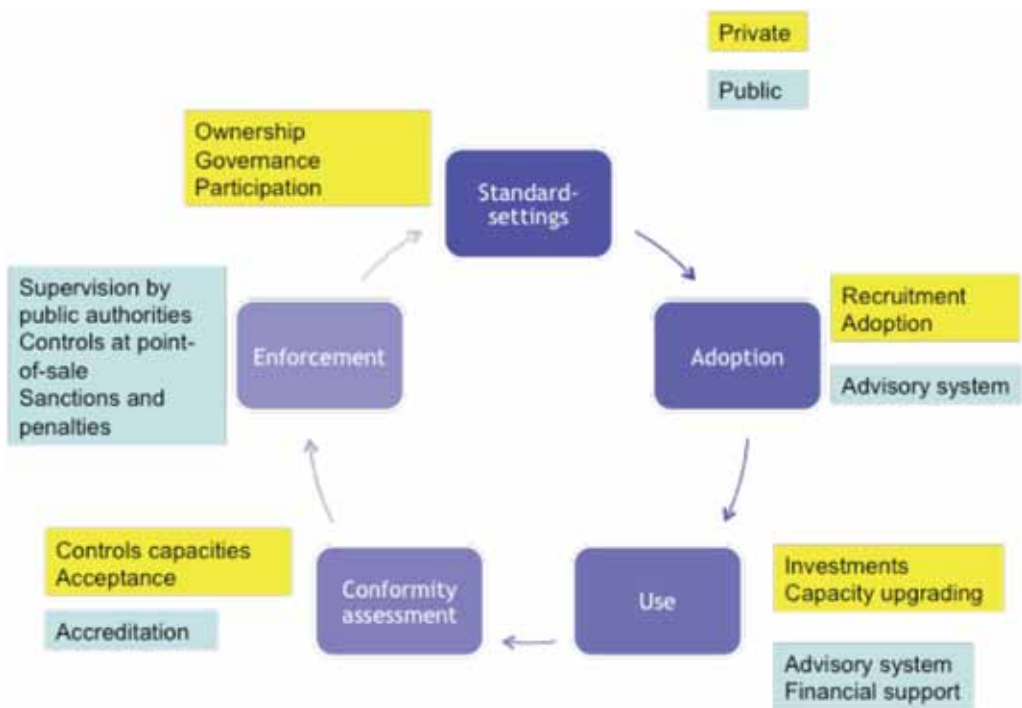 Private
Public
Ownership
Governance
Participation
Standard-
settings
Supervision by
public authorities
Controls at point-
of-sale
Sanctions and
penalties
Enforcement
Adoption
Recruitment
Adoption
Advisory system
Controls capacities
Acceptance
Accreditation
Conformity
assessment
Use
Investments
Capacity upgrading
Advisory system
Financial support